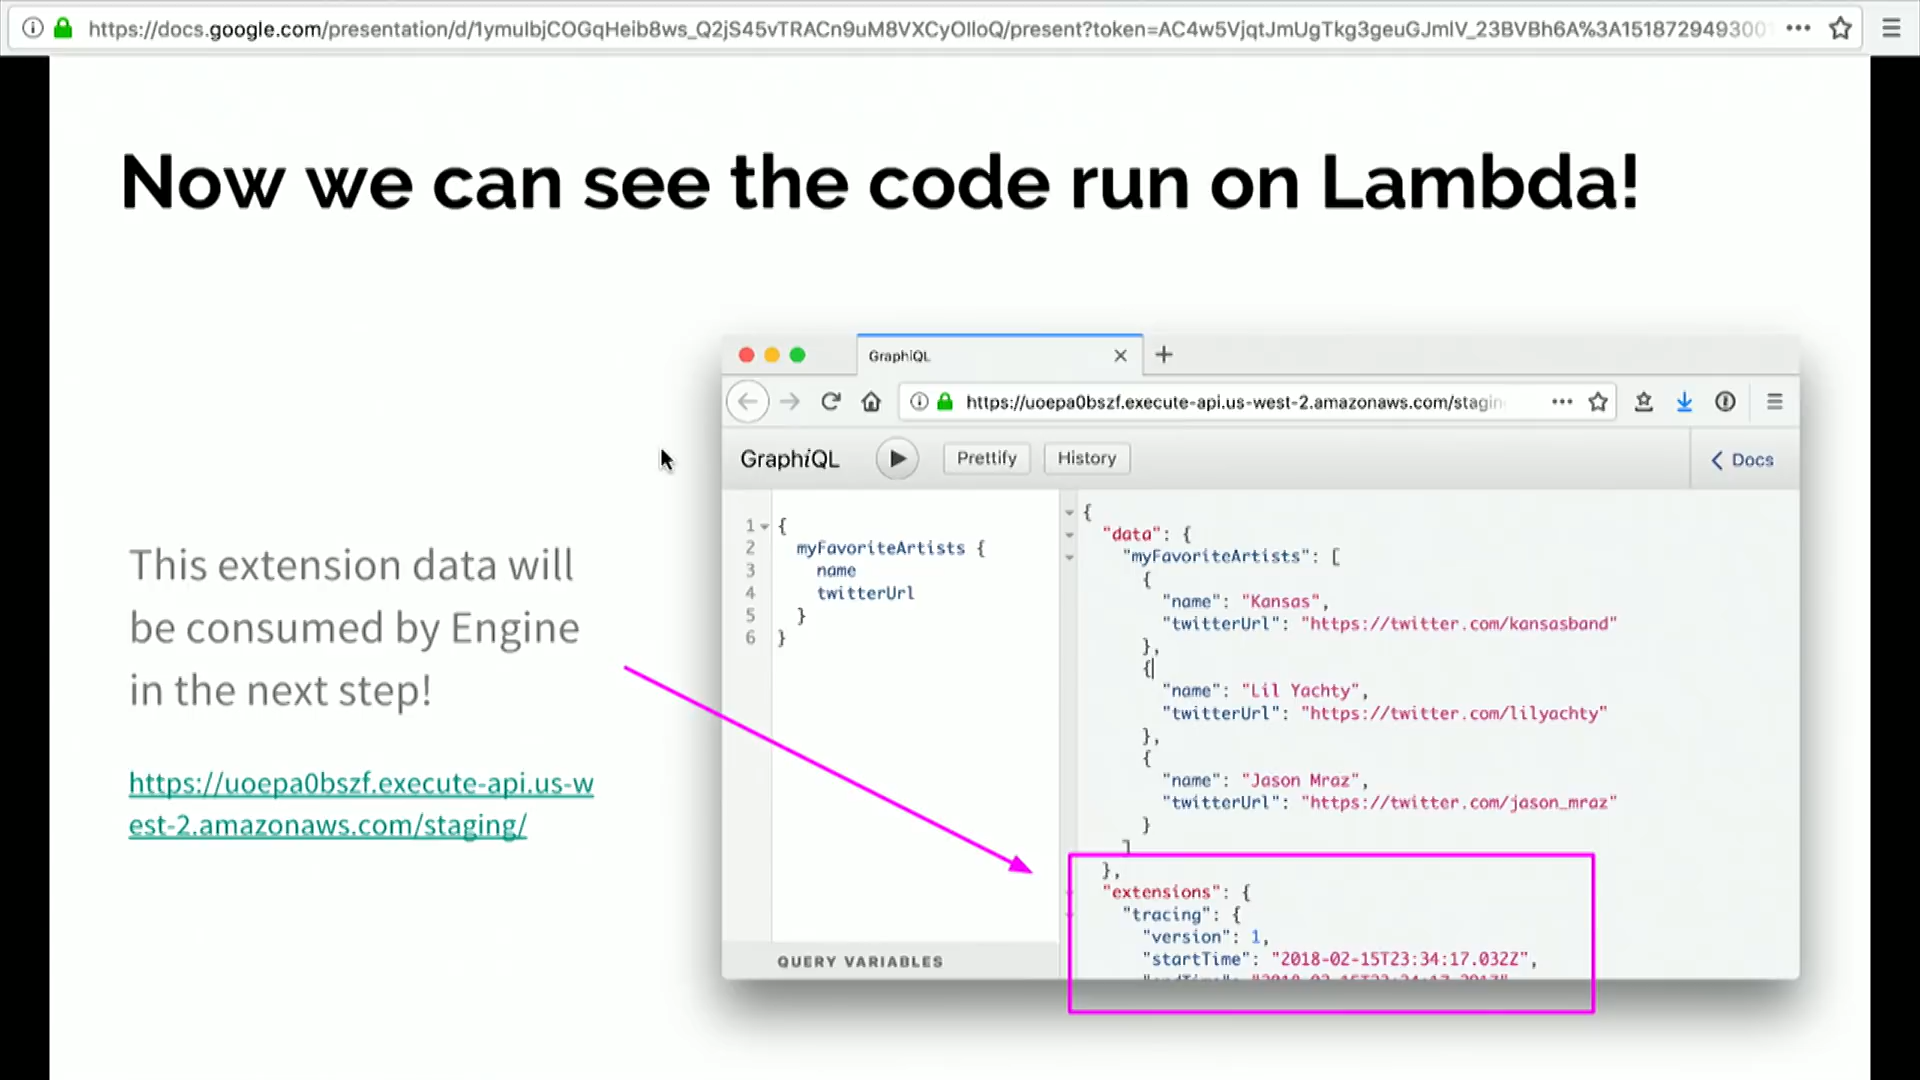 https://docs.google.com/presentation/d/1ymuIbjCOGqHeib8ws_Q2jS45vTRACn9uM8VXCyOlloQ/present?token=AC4w5VjqtJmUgTkg3geuGJmlV_23BVBh6A%3A1518729493001
Now we can see the code run on Lambda!
This extension data will
be consumed by Engine
in the next step!
https://uoepa0bszf.execute-api.us-w
est-2.amazonaws.com/staging/
GraphiQL
https://uoepa0bszf.execute-api.us-west-2.amazonaws.com/stagin
GraphiQL Prettify History Docs
1 {
2 myFavoriteArtists {
3 name
4 twitterUrl
5 }
6 }
QUERY VARIABLES
{
"data": {
"myFavoriteArtists": [
{
"name": "Kansas",
"twitterUrl": "https://twitter.com/kansasband"
},
{
"name": "Lil Yachty",
"twitterUrl": "https://twitter.com/lilyachty"
},
{
"name": "Jason Mraz",
"twitterUrl": "https://twitter.com/jason_mraz"
}
]
},
"extensions": {
"tracing": {
"version": 1,
"startTime": "2018-02-15T23:34:17.032Z",